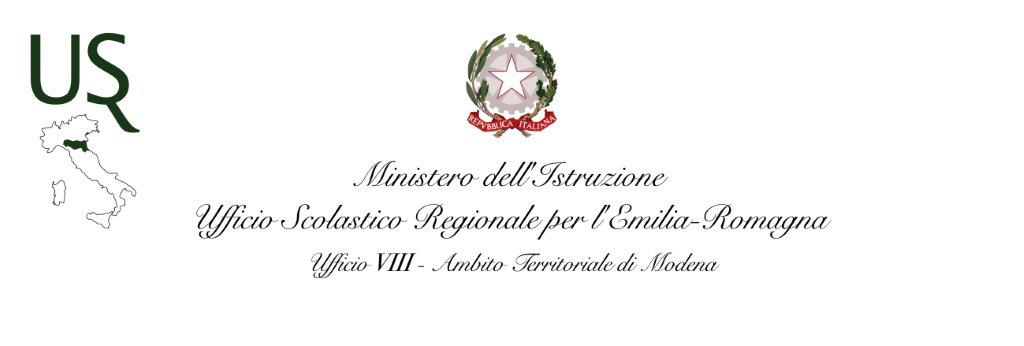 USR
REPVBBLICA ITALIANA
Ministero dell'Istruzione
Ufficio Scolastico Regionale per l'Emilia-Romagna
Ufficio VIII - Ambito Territoriale di Modena